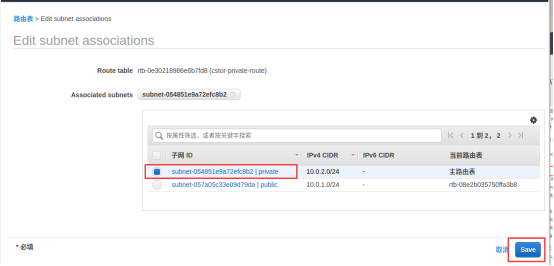 路由表 > Edit subnet associations
Edit subnet associations
Route table rtb-0e30218986e6b7fd8 (cstor-private-route)
Associated subnets subnet-054851e9a72efc8b2
按属性筛选，或者按关键字搜索 1 到 2， 2
子网 ID IPv4 CIDR IPv6 CIDR 当前路由表
subnet-054851e9a72efc8b2 | private 10.0.2.0/24 - 主路由表
subnet-057a05c33e09d79da | public 10.0.1.0/24 - rtb-08e2b035750ffa3b8
* 必填 取消 Save